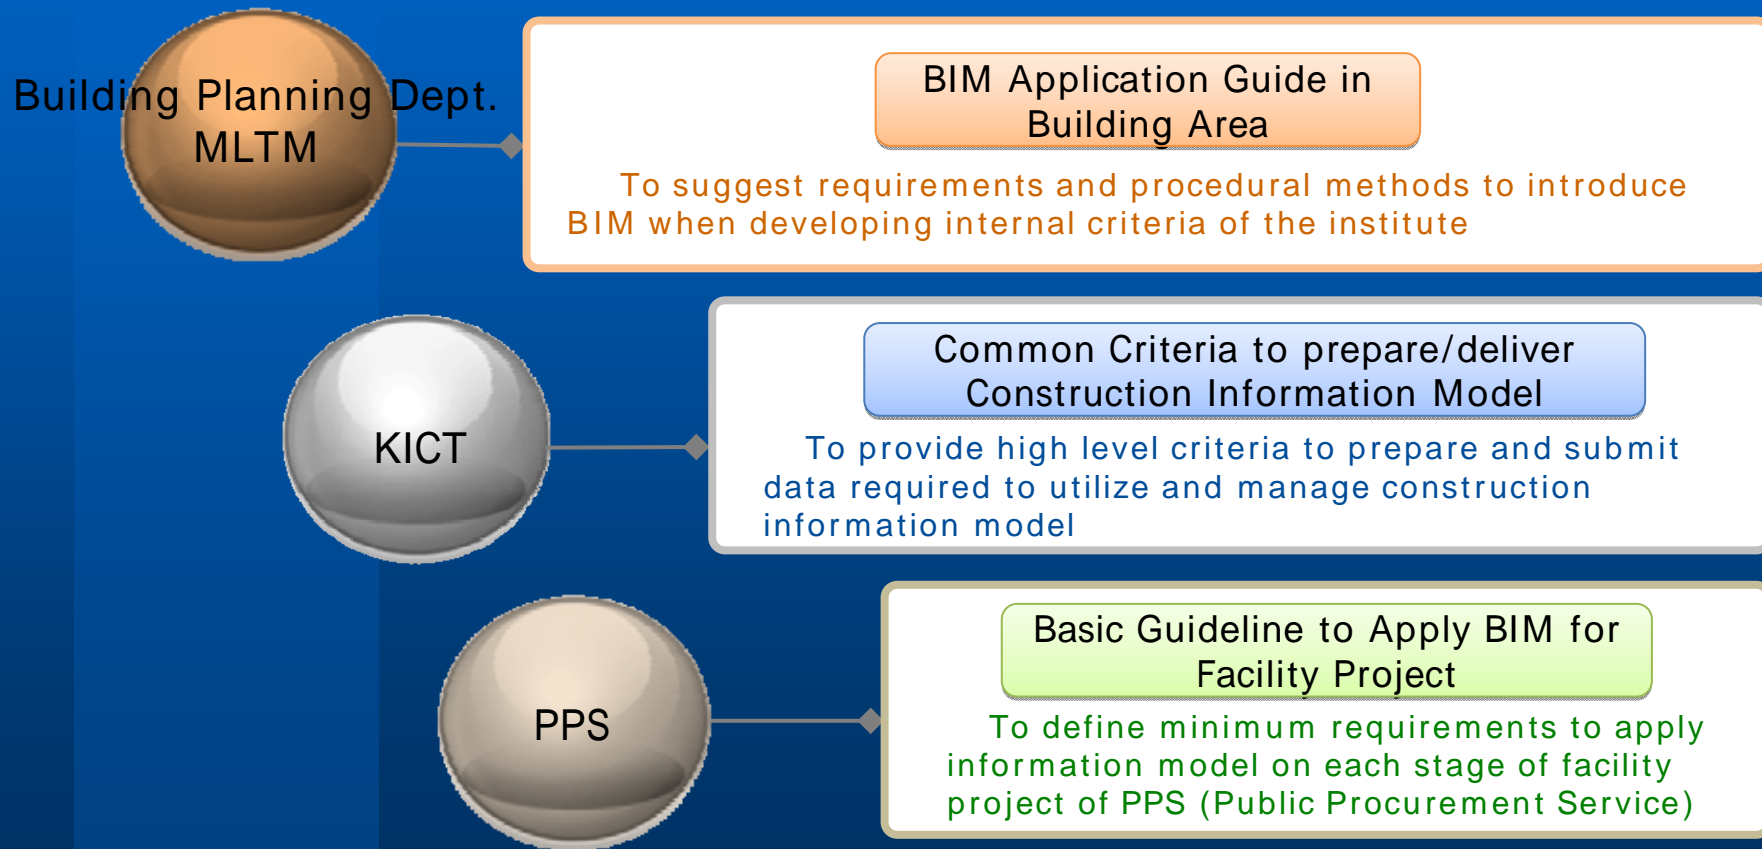 Building Planning Dept.
MLTM
BIM Application Guide in
Building Area
To suggest requirements and procedural methods to introduce
BIM when developing internal criteria of the institute
KICT
Common Criteria to prepare/deliver
Construction Information Model
To provide high level criteria to prepare and submit
data required to utilize and manage construction
information model
PPS
Basic Guideline to Apply BIM for
Facility Project
To define minimum requirements to apply
information model on each stage of facility
project of PPS (Public Procurement Service)